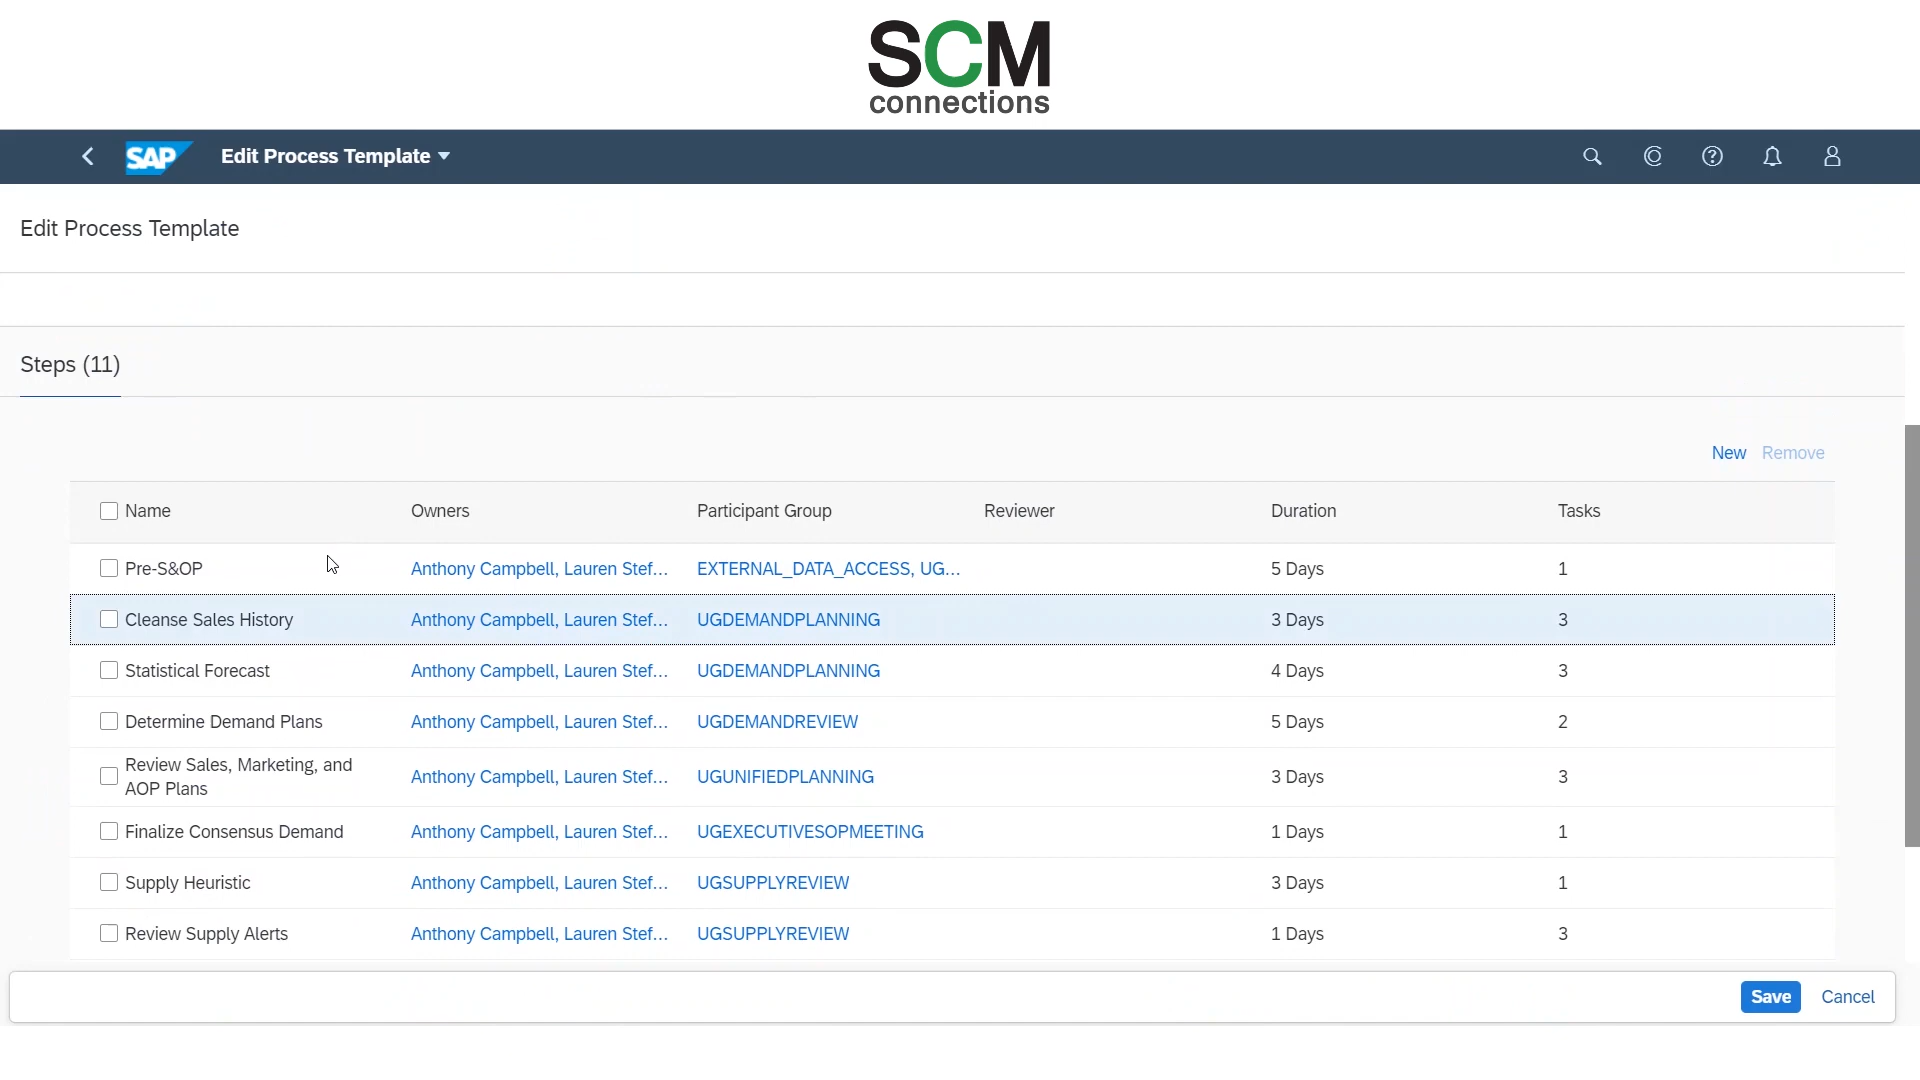 SCM
connections
SAP Edit Process Template
Edit Process Template
Steps (11)
New Remove
Name Owners Participant Group Reviewer Duration Tasks
Pre-S&OP Anthony Campbell, Lauren Stef... EXTERNAL_DATA_ACCESS, UG... 5 Days 1
Cleanse Sales History Anthony Campbell, Lauren Stef... UGDEMANDPLANNING 3 Days 3
Statistical Forecast Anthony Campbell, Lauren Stef... UGDEMANDPLANNING 4 Days 3
Determine Demand Plans Anthony Campbell, Lauren Stef... UGDEMANDREVIEW 5 Days 2
Review Sales, Marketing, and
AOP Plans Anthony Campbell, Lauren Stef... UGUNIFIEDPLANNING 3 Days 3
Finalize Consensus Demand Anthony Campbell, Lauren Stef... UGEXECUTIVESOPMEETING 1 Days 1
Supply Heuristic Anthony Campbell, Lauren Stef... UGSUPPLYREVIEW 3 Days 1
Review Supply Alerts Anthony Campbell, Lauren Stef... UGSUPPLYREVIEW 1 Days 3
Save Cancel